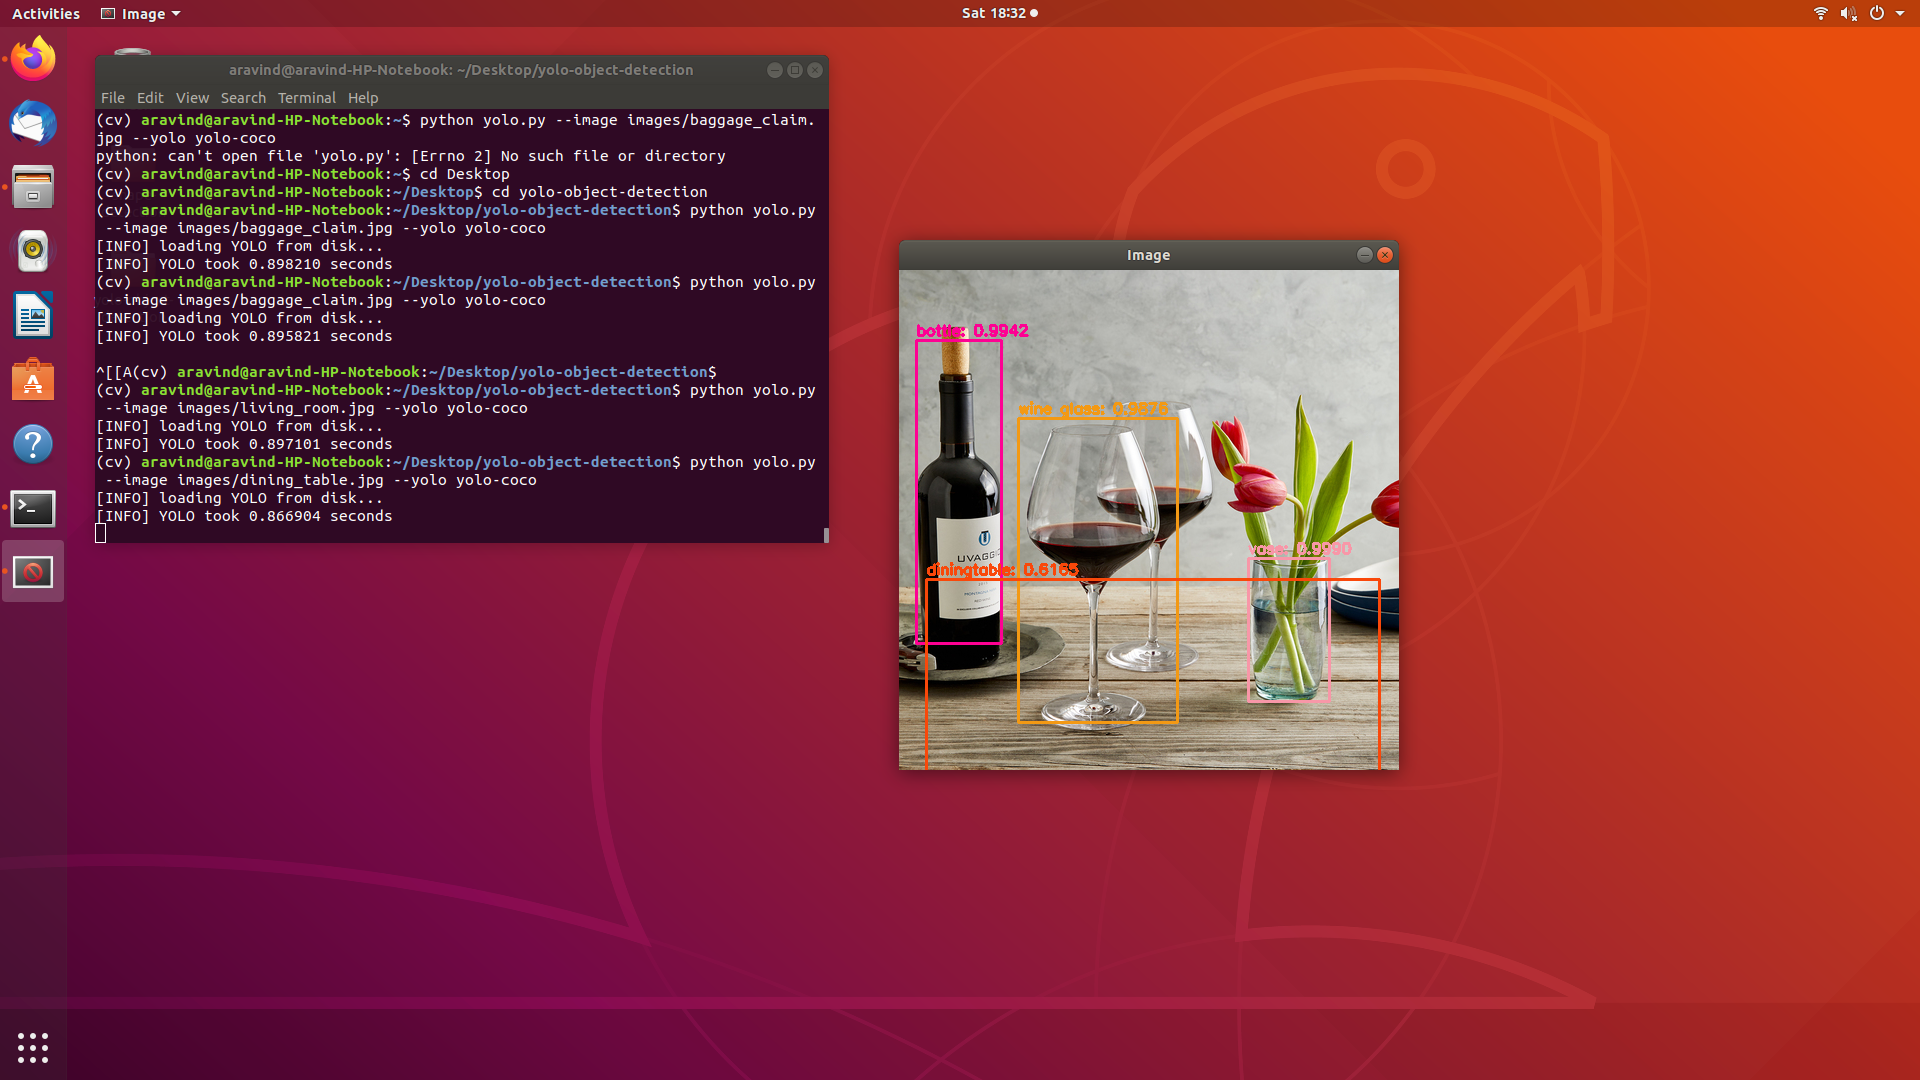 Activities Image Sat 18:32
aravind@aravind-HP-Notebook: ~/Desktop/yolo-object-detection
File Edit View Search Terminal Help
(cv) aravind@aravind-HP-Notebook:~$ python yolo.py --image images/baggage_claim.
jpg --yolo yolo-coco
python: can't open file 'yolo.py': [Errno 2] No such file or directory
(cv) aravind@aravind-HP-Notebook:~$ cd Desktop
(cv) aravind@aravind-HP-Notebook:~/Desktop$ cd yolo-object-detection
(cv) aravind@aravind-HP-Notebook:~/Desktop/yolo-object-detection$ python yolo.py
--image images/baggage_claim.jpg --yolo yolo-coco
[INFO] loading YOLO from disk...
[INFO] YOLO took 0.898210 seconds
(cv) aravind@aravind-HP-Notebook:~/Desktop/yolo-object-detection$ python yolo.py
--image images/baggage_claim.jpg --yolo yolo-coco
[INFO] loading YOLO from disk...
[INFO] YOLO took 0.895821 seconds
^[[A(cv) aravind@aravind-HP-Notebook:~/Desktop/yolo-object-detection$
(cv) aravind@aravind-HP-Notebook:~/Desktop/yolo-object-detection$ python yolo.py
--image images/living_room.jpg --yolo yolo-coco
[INFO] loading YOLO from disk...
[INFO] YOLO took 0.897101 seconds
(cv) aravind@aravind-HP-Notebook:~/Desktop/yolo-object-detection$ python yolo.py
--image images/dining_table.jpg --yolo yolo-coco
[INFO] loading YOLO from disk...
[INFO] YOLO took 0.866904 seconds
Image
bottle: 0.9942
wine glass:
vase: 0.9990
UVAGGIO
diningtable: 0.6165